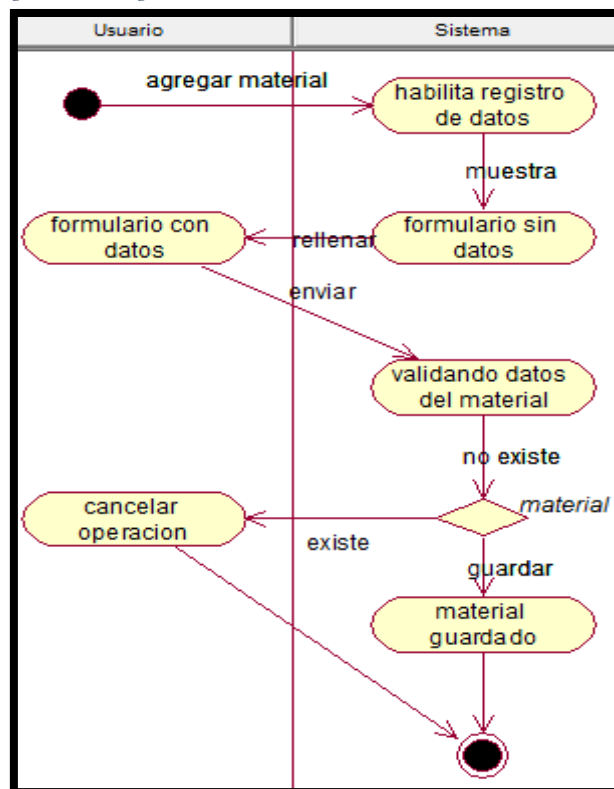 Usuario
Sistema
agregar material
habilita registro
de datos
muestra
formulario con
datos
rellenar
formulario sin
datos
enviar
validando datos
del material
no existe
cancelar
operacion
material
existe
guardar
material
guardado